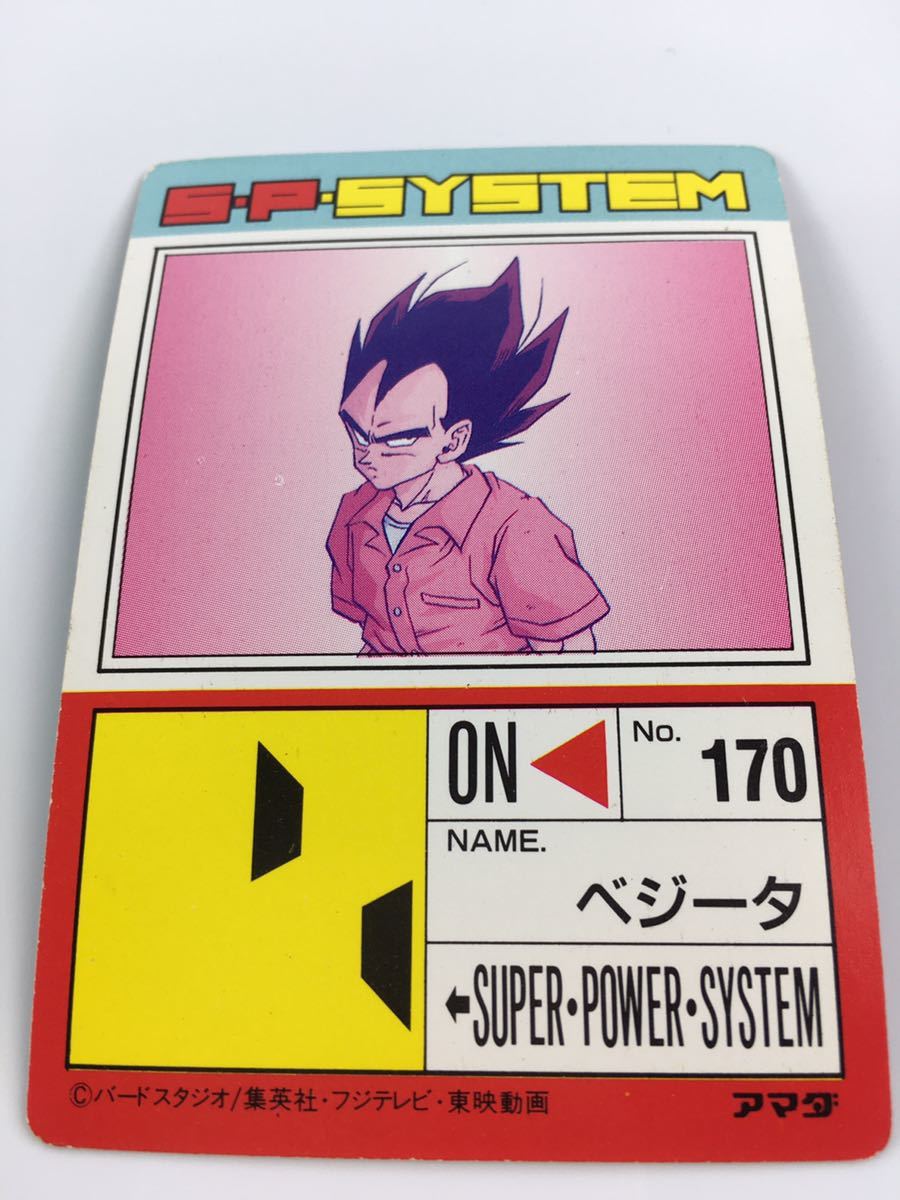 S・P・SYSTEM
ON
No.
170
NAME.
ベジータ
←SUPER・POWER・SYSTEM
©バードスタジオ/集英社・フジテレビ・東映動画
アマダ